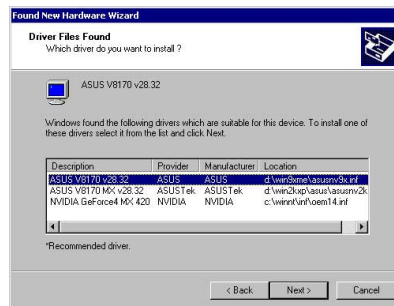 Found New Hardware Wizard
Driver Files Found
Which driver do you want to install ?
ASUS V8170 v28.32
Windows found the following drivers which are suitable for this device. To install one of
these drivers select it from the list and click Next.
Description Provider Manufacturer Location
ASUS V8170 v28.32 ASUS ASUS d:\win9xme\asusnv9x.inf
ASUS V8170 MX v28.32 ASUSTek ASUSTek d:\win2kxp\asus\asusnv2k
NVIDIA GeForce4 MX 420 NVIDIA NVIDIA c:\winnt\inf\oem14.inf
*Recommended driver.
< Back Next > Cancel